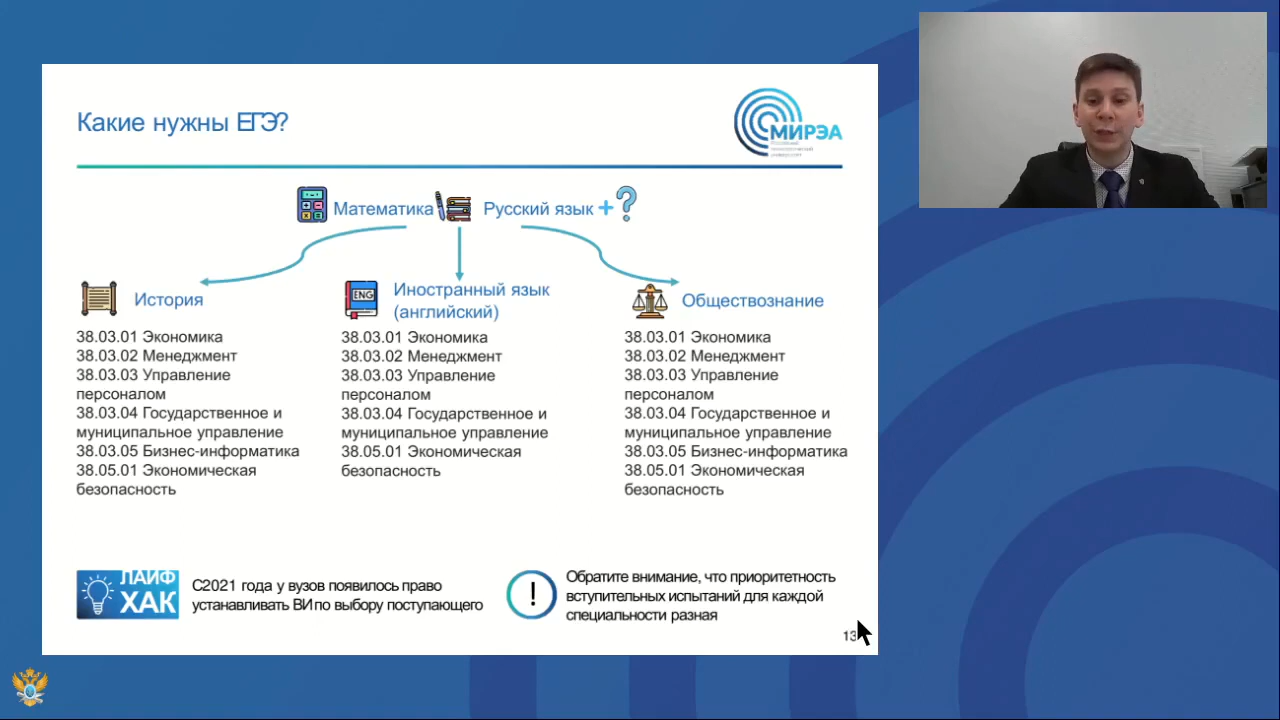 Какие нужны ЕГЭ?
МИРЭА
Российский
технологический
университет
Математика
Русский язык + ?
История
38.03.01 Экономика
38.03.02 Менеджмент
38.03.03 Управление
персоналом
38.03.04 Государственное и
муниципальное управление
38.03.05 Бизнес-информатика
38.05.01 Экономическая
безопасность
ENG
Иностранный язык
(английский)
38.03.01 Экономика
38.03.02 Менеджмент
38.03.03 Управление
персоналом
38.03.04 Государственное и
муниципальное управление
38.05.01 Экономическая
безопасность
Обществознание
38.03.01 Экономика
38.03.02 Менеджмент
38.03.03 Управление
персоналом
38.03.04 Государственное и
муниципальное управление
38.03.05 Бизнес-информатика
38.05.01 Экономическая
безопасность
ЛАЙФ
ХАК
С2021 года у вузов появилось право
устанавливать ВИ по выбору поступающего
!
Обратите внимание, что приоритетность
вступительных испытаний для каждой
специальности разная
13